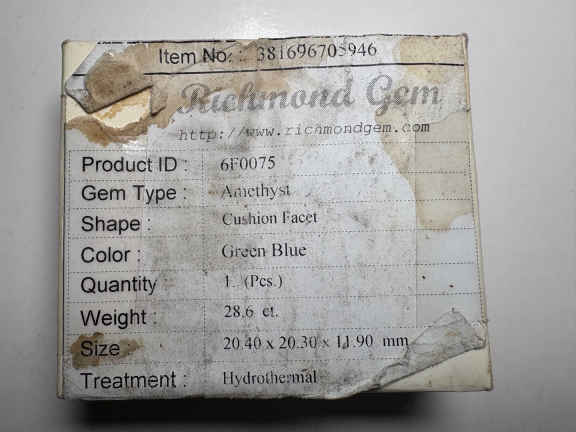 Item No. : 381696705946
Richmond Gem
http://www.richmondgem.com
Product ID : 6F0075
Gem Type : Amethyst
Shape : Cushion Facet
Color : Green Blue
Quantity : 1. (Pcs.)
Weight : 28.6 ct.
Size : 20.40 x 20.30 x 11.90 mm
Treatment : Hydrothermal